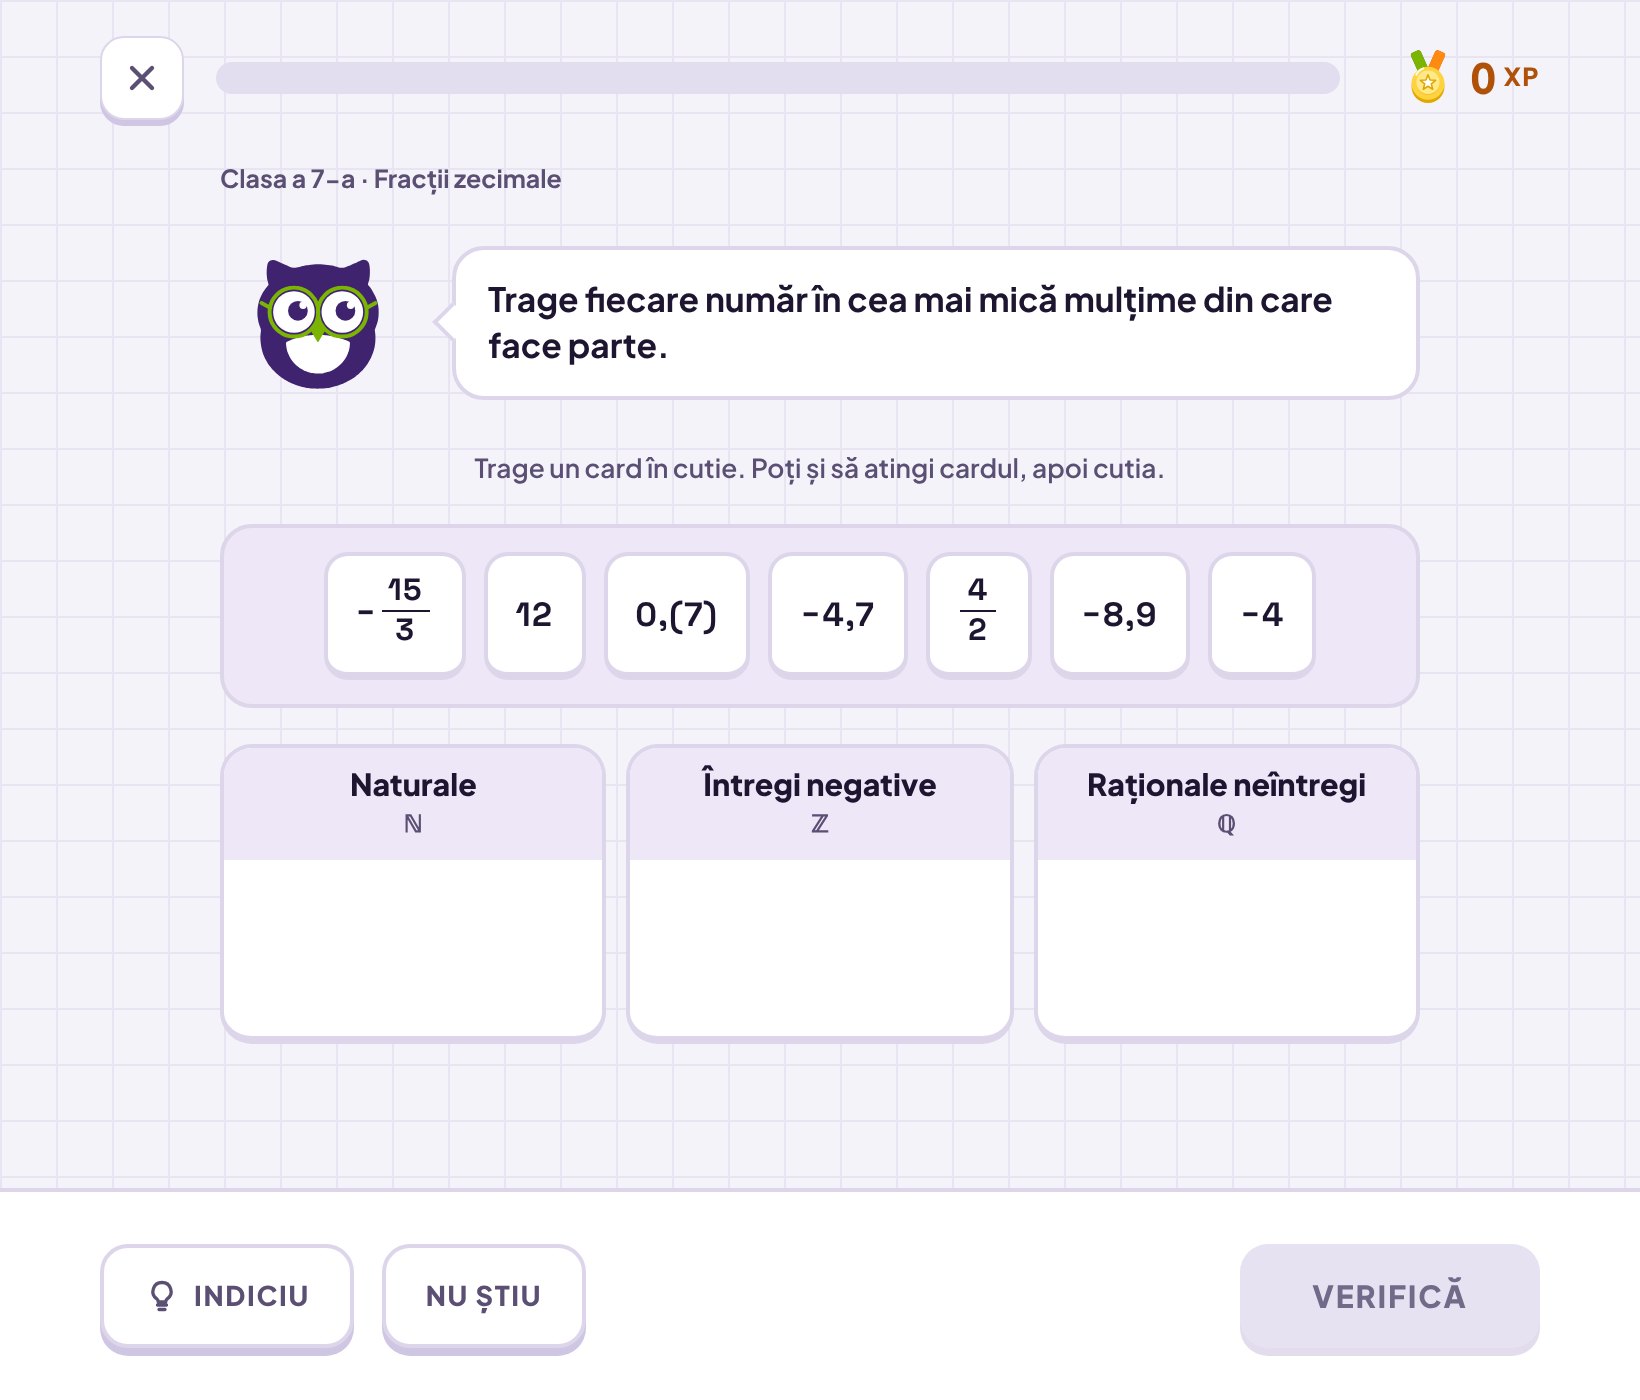 0 XP
Clasa a 7-a · Fracții zecimale
Trage fiecare număr în cea mai mică mulțime din care
face parte.
Trage un card în cutie. Poți și să atingi cardul, apoi cutia.
-15/3 12 0,(7) -4,7 4/2 -8,9 -4
Naturale Întregi negative Raționale neîntregi
ℕ ℤ ℚ
INDICIU NU ȘTIU VERIFICĂ